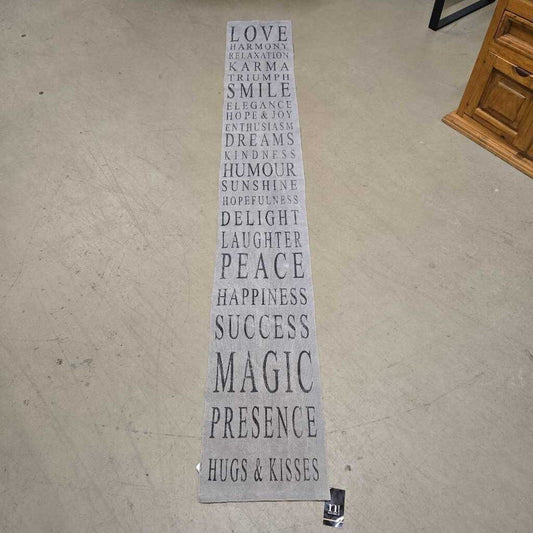 LOVE
HARMONY
RELAXATION
KARMA
TRIUMPH
SMILE
ELEGANCE
HOPE & JOY
ENTHUSIASM
DREAMS
KINDNESS
HUMOUR
SUNSHINE
HOPEFULNESS
DELIGHT
LAUGHTER
PEACE
HAPPINESS
SUCCESS
MAGIC
PRESENCE
HUGS & KISSES